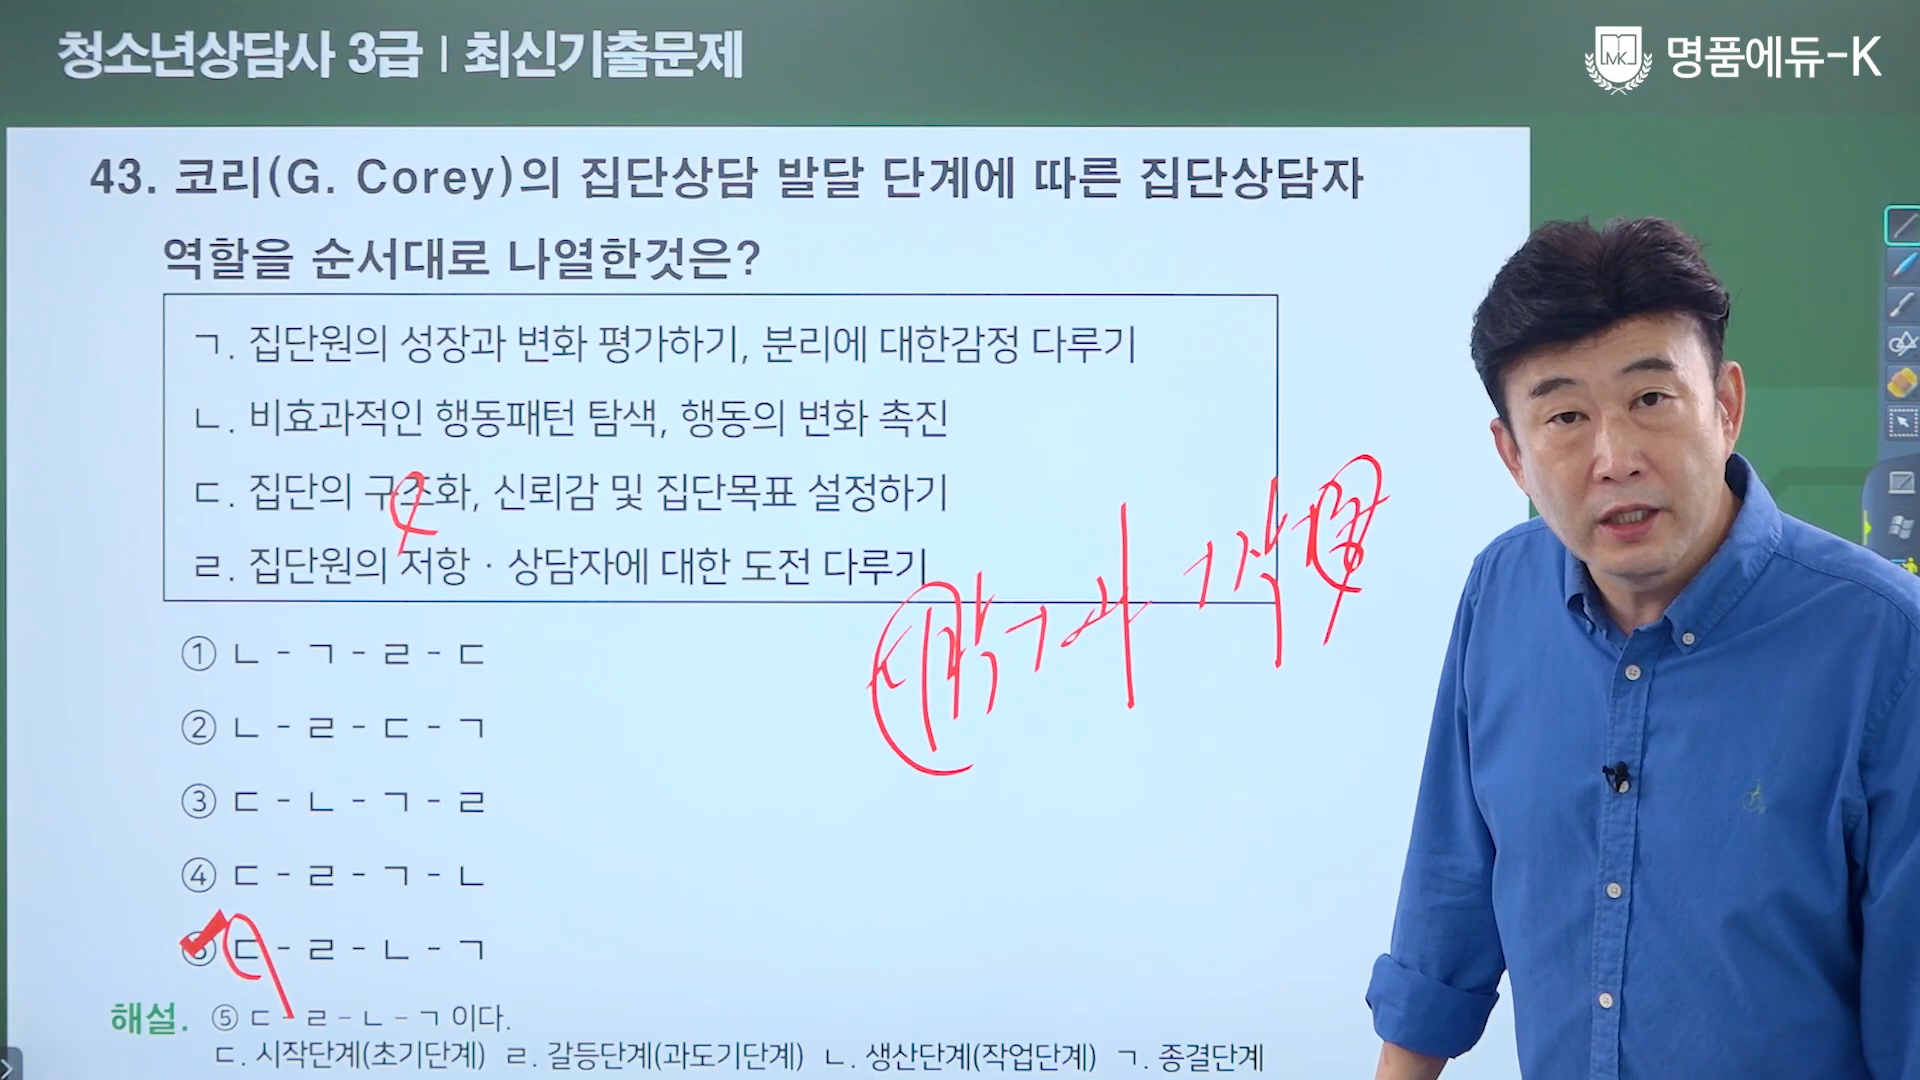 청소년상담사 3급 | 최신기출문제
MK 명품에듀-K
43. 코리(G. Corey)의 집단상담 발달 단계에 따른 집단상담자
역할을 순서대로 나열한것은?
ㄱ. 집단원의 성장과 변화 평가하기, 분리에 대한감정 다루기
ㄴ. 비효과적인 행동패턴 탐색, 행동의 변화 촉진
ㄷ. 집단의 구조화, 신뢰감 및 집단목표 설정하기
ㄹ. 집단원의 저항 · 상담자에 대한 도전 다루기
① ㄴ - ㄱ - ㄹ - ㄷ
② ㄴ - ㄹ - ㄷ - ㄱ
③ ㄷ - ㄴ - ㄱ - ㄹ
④ ㄷ - ㄹ - ㄱ - ㄴ
⑤ ㄷ - ㄹ - ㄴ - ㄱ
해설. ⑤ ㄷ - ㄹ - ㄴ - ㄱ 이다.
ㄷ. 시작단계(초기단계) ㄹ. 갈등단계(과도기단계) ㄴ. 생산단계(작업단계) ㄱ. 종결단계